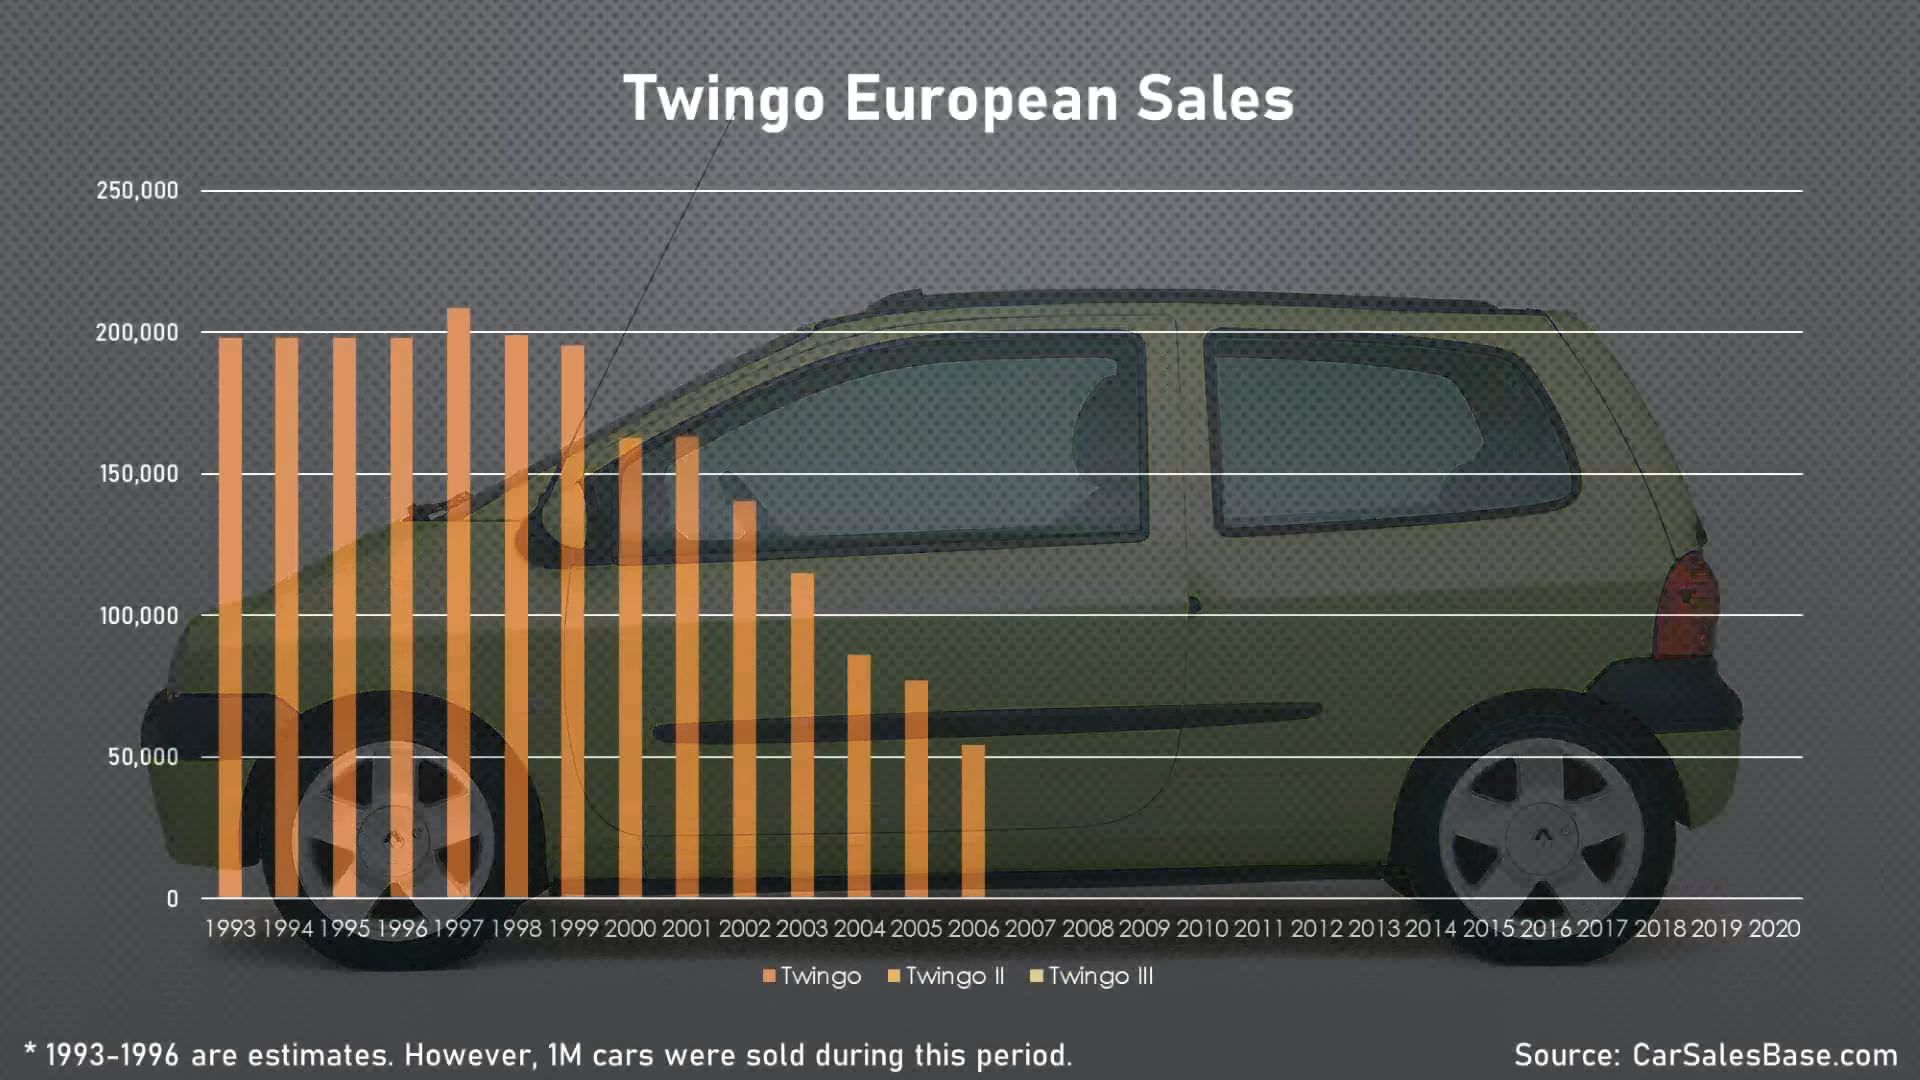 Twingo European Sales
250,000
200,000
150,000
100,000
50,000
0
1993 1994 1995 1996 1997 1998 1999 2000 2001 2002 2003 2004 2005 2006 2007 2008 2009 2010 2011 2012 2013 2014 2015 2016 2017 2018 2019 2020
Twingo Twingo II Twingo III
* 1993-1996 are estimates. However, 1M cars were sold during this period.
Source: CarSalesBase.com